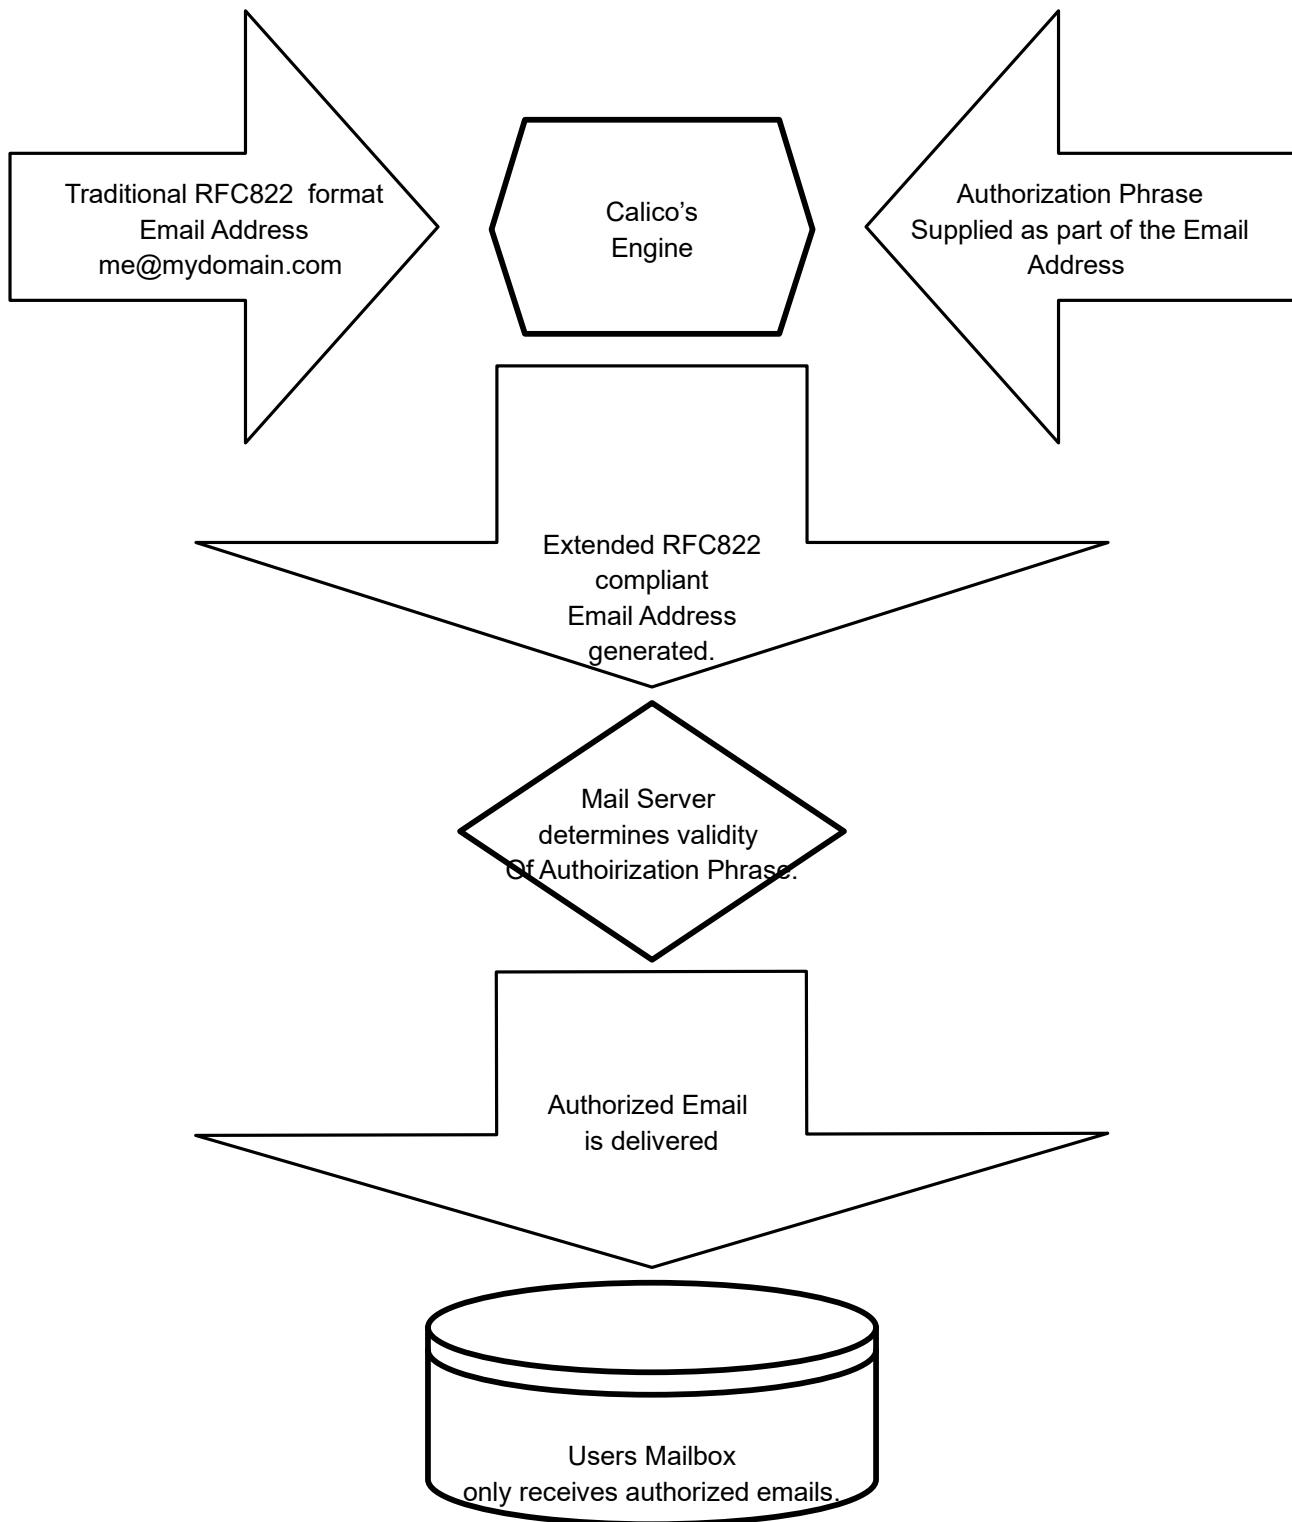 Traditional RFC822  format
Email Address
me@mydomain.com
Calico’s
Engine
Authorization Phrase
Supplied as part of the Email
Address
Extended RFC822
compliant
Email Address
generated.
Mail Server
determines validity
Of Authoirization Phrase.
Authorized Email
is delivered
Users Mailbox
only receives authorized emails.